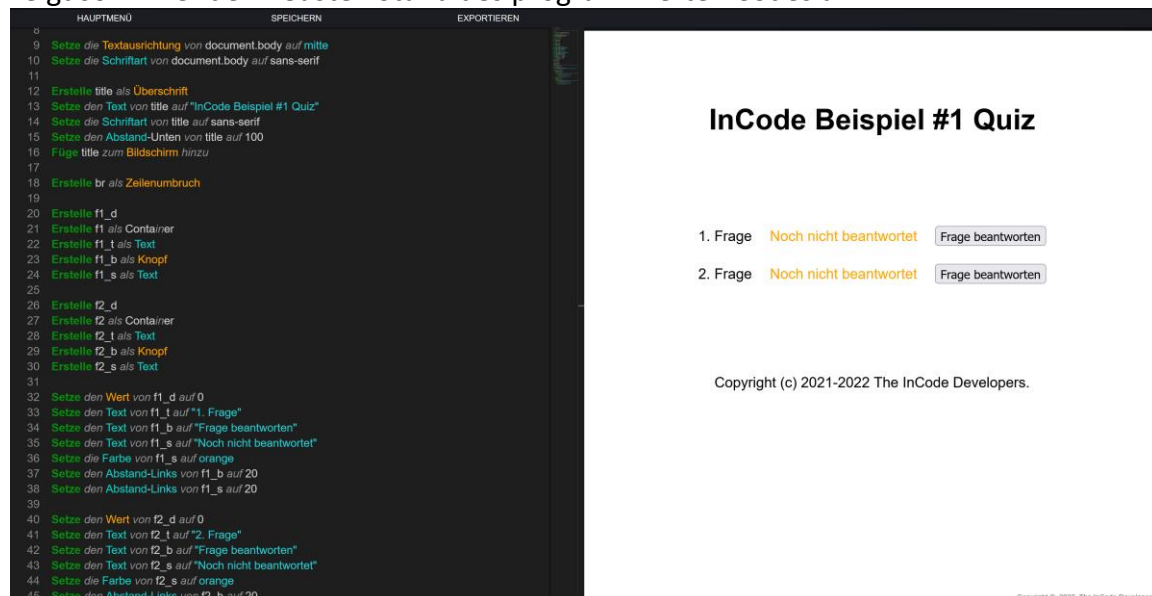 HAUPTMENÜ SPEICHERN EXPORTIEREN
8
9 Setze die Textausrichtung von document.body auf mitte
10 Setze die Schriftart von document.body auf sans-serif
11
12 Erstelle title als Überschrift
13 Setze den Text von title auf "InCode Beispiel #1 Quiz"
14 Setze die Schriftart von title auf sans-serif
15 Setze den Abstand-Unten von title auf 100
16 Füge title zum Bildschirm hinzu
17
18 Erstelle br als Zeilenumbruch
19
20 Erstelle f1_d
21 Erstelle f1 als Container
22 Erstelle f1_t als Text
23 Erstelle f1_b als Knopf
24 Erstelle f1_s als Text
25
26 Erstelle f2_d
27 Erstelle f2 als Container
28 Erstelle f2_t als Text
29 Erstelle f2_b als Knopf
30 Erstelle f2_s als Text
31
32 Setze den Wert von f1_d auf 0
33 Setze den Text von f1_t auf "1. Frage"
34 Setze den Text von f1_b auf "Frage beantworten"
35 Setze den Text von f1_s auf "Noch nicht beantwortet"
36 Setze die Farbe von f1_s auf orange
37 Setze den Abstand-Links von f1_b auf 20
38 Setze den Abstand-Links von f1_s auf 20
39
40 Setze den Wert von f2_d auf 0
41 Setze den Text von f2_t auf "2. Frage"
42 Setze den Text von f2_b auf "Frage beantworten"
43 Setze den Text von f2_s auf "Noch nicht beantwortet"
44 Setze die Farbe von f2_s auf orange
45 Setze den Abstand-Links von f2_b auf 20
InCode Beispiel #1 Quiz
1. Frage Noch nicht beantwortet Frage beantworten
2. Frage Noch nicht beantwortet Frage beantworten
Copyright (c) 2021-2022 The InCode Developers.